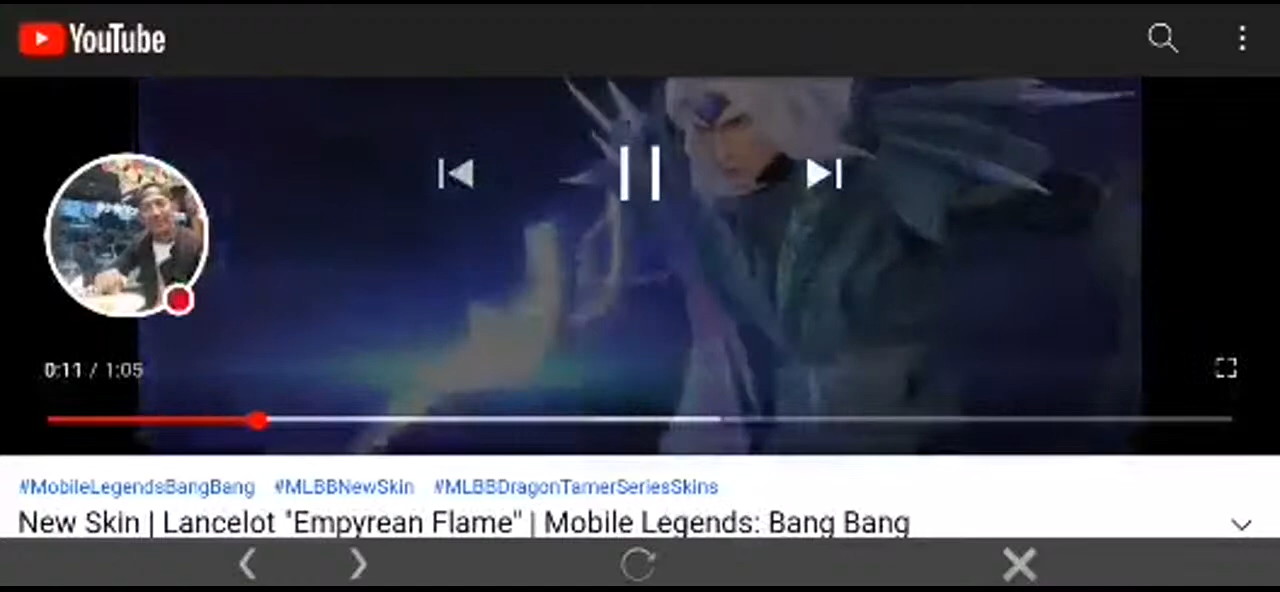 YouTube
0:11 / 1:05
#MobileLegendsBangBang #MLBBNewSkin #MLBBDragonTamerSeriesSkins
New Skin | Lancelot "Empyrean Flame" | Mobile Legends: Bang Bang